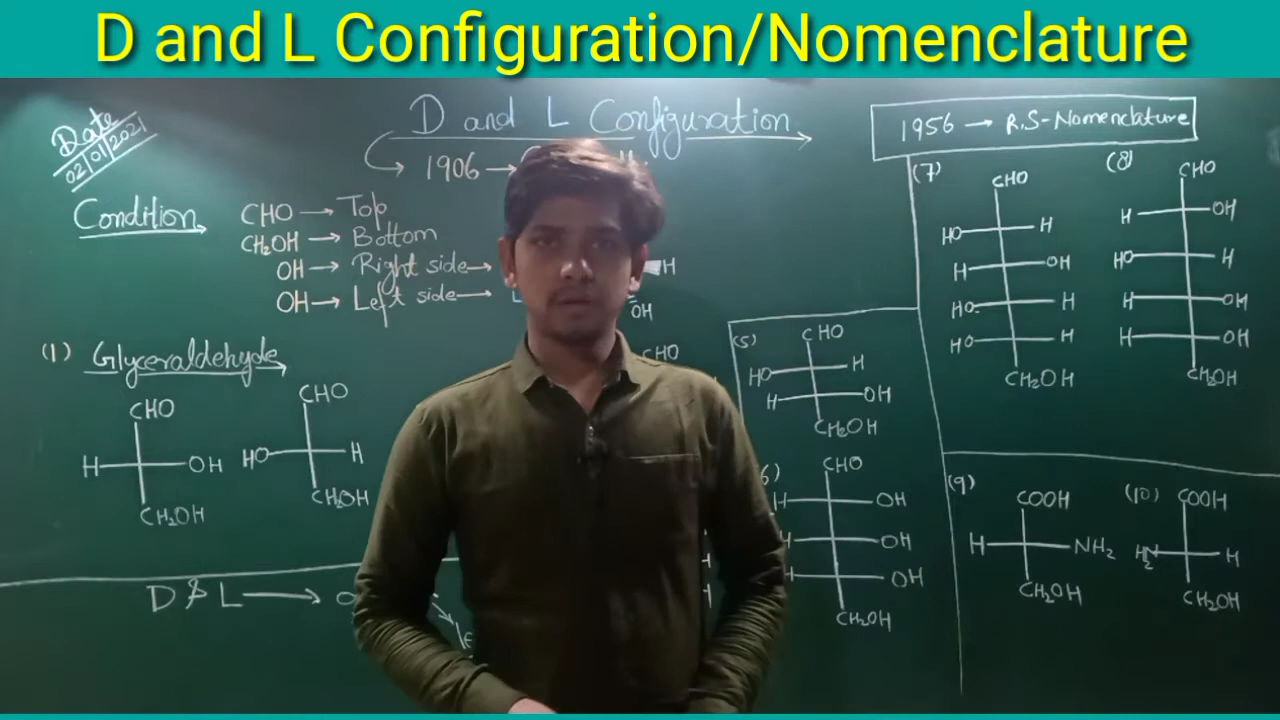 D and L Configuration/Nomenclature
Date
02/01/2021
D and L Configuration
1906 →
1956 → R.S-Nomenclature
Condition
CHO → Top
CH₂OH → Bottom
OH → Right side →
OH → Left side →
H
OH
CHO
(1) Glyceraldehyde
CHO
H OH
CH₂OH
CHO
HO H
CH₂OH
D & L →
(5)
CHO
HO H
H OH
CH₂OH
6)
CHO
H OH
H OH
H OH
CH₂OH
(7)
CHO
HO H
H OH
HO H
HO H
CH₂OH
(8)
CHO
H OH
HO H
H OH
H OH
CH₂OH
(9)
COOH
H NH₂
CH₂OH
(10)
COOH
H₂N H
CH₂OH